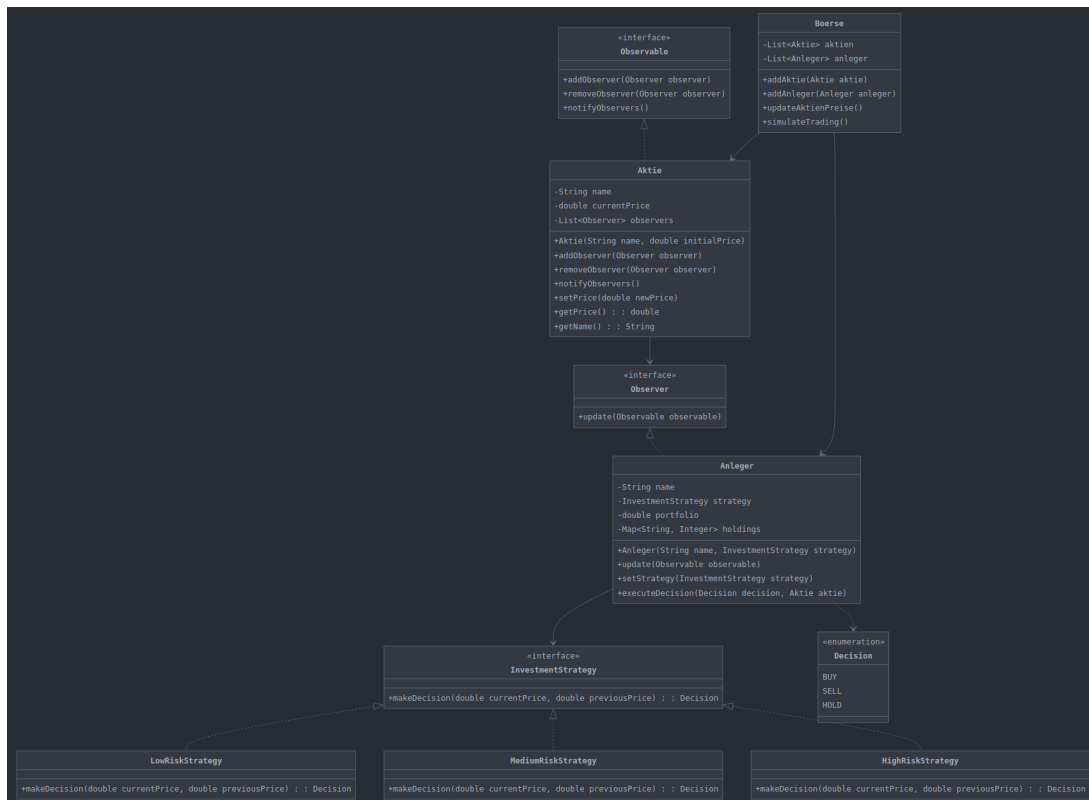 «interface»
Observable
+addObserver(Observer observer)
+removeObserver(Observer observer)
+notifyObservers()
Boerse
-List<Aktie> aktien
-List<Anleger> anleger
+addAktie(Aktie aktie)
+addAnleger(Anleger anleger)
+updateAktienPreise()
+simulateTrading()
Aktie
-String name
-double currentPrice
-List<Observer> observers
+Aktie(String name, double initialPrice)
+addObserver(Observer observer)
+removeObserver(Observer observer)
+notifyObservers()
+setPrice(double newPrice)
+getPrice() : : double
+getName() : : String
«interface»
Observer
+update(Observable observable)
Anleger
-String name
-InvestmentStrategy strategy
-double portfolio
-Map<String, Integer> holdings
+Anleger(String name, InvestmentStrategy strategy)
+update(Observable observable)
+setStrategy(InvestmentStrategy strategy)
+executeDecision(Decision decision, Aktie aktie)
«interface»
InvestmentStrategy
+makeDecision(double currentPrice, double previousPrice) : : Decision
«enumeration»
Decision
BUY
SELL
HOLD
LowRiskStrategy
+makeDecision(double currentPrice, double previousPrice) : : Decision
MediumRiskStrategy
+makeDecision(double currentPrice, double previousPrice) : : Decision
HighRiskStrategy
+makeDecision(double currentPrice, double previousPrice) : : Decision